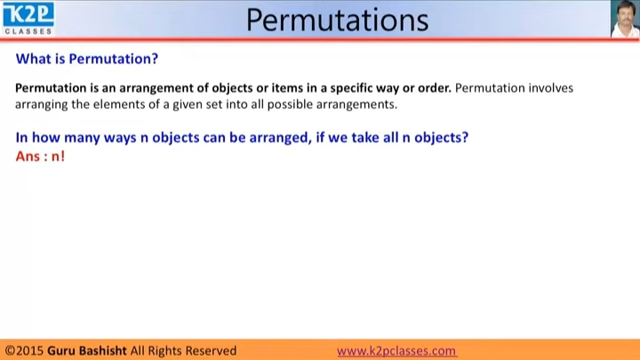 K2P
CLASSES
Permutations
What is Permutation?
Permutation is an arrangement of objects or items in a specific way or order. Permutation involves
arranging the elements of a given set into all possible arrangements.
In how many ways n objects can be arranged, if we take all n objects?
Ans : n!
©2015 Guru Bashisht All Rights Reserved
www.k2pclasses.com